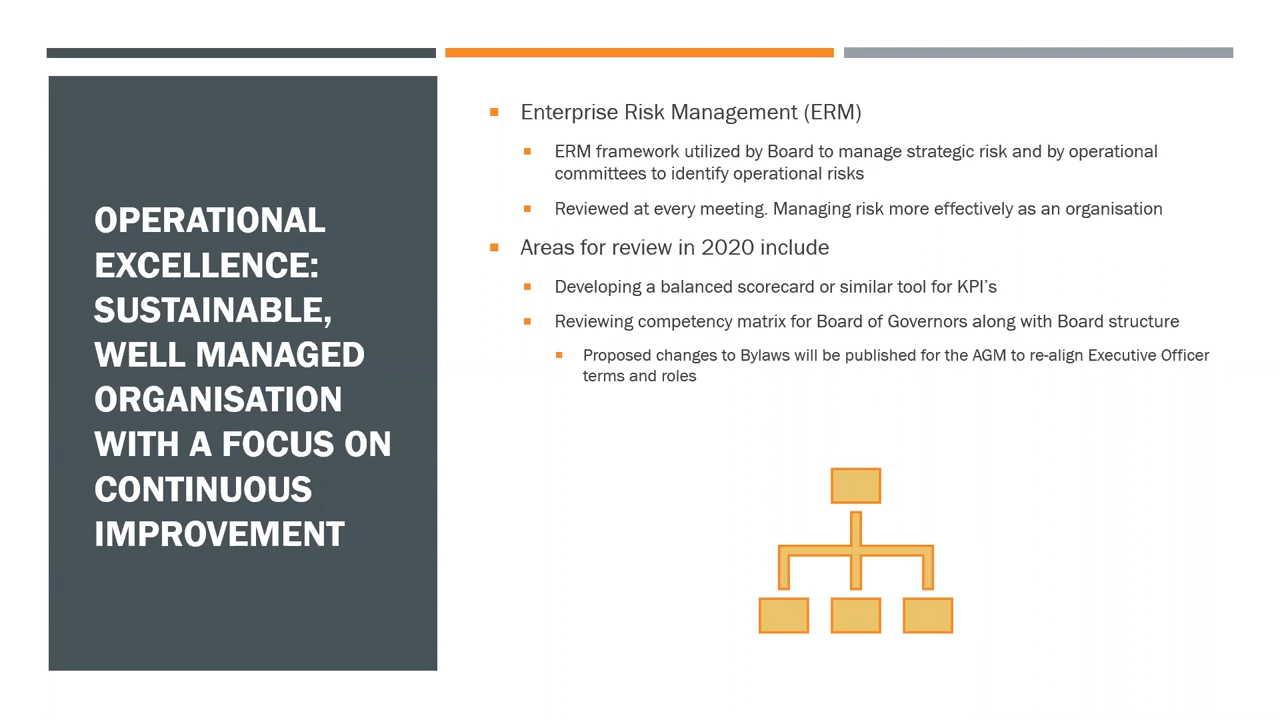 OPERATIONAL
EXCELLENCE:
SUSTAINABLE,
WELL MANAGED
ORGANISATION
WITH A FOCUS ON
CONTINUOUS
IMPROVEMENT
Enterprise Risk Management (ERM)
ERM framework utilized by Board to manage strategic risk and by operational
committees to identify operational risks
Reviewed at every meeting. Managing risk more effectively as an organisation
Areas for review in 2020 include
Developing a balanced scorecard or similar tool for KPI's
Reviewing competency matrix for Board of Governors along with Board structure
Proposed changes to Bylaws will be published for the AGM to re-align Executive Officer
terms and roles